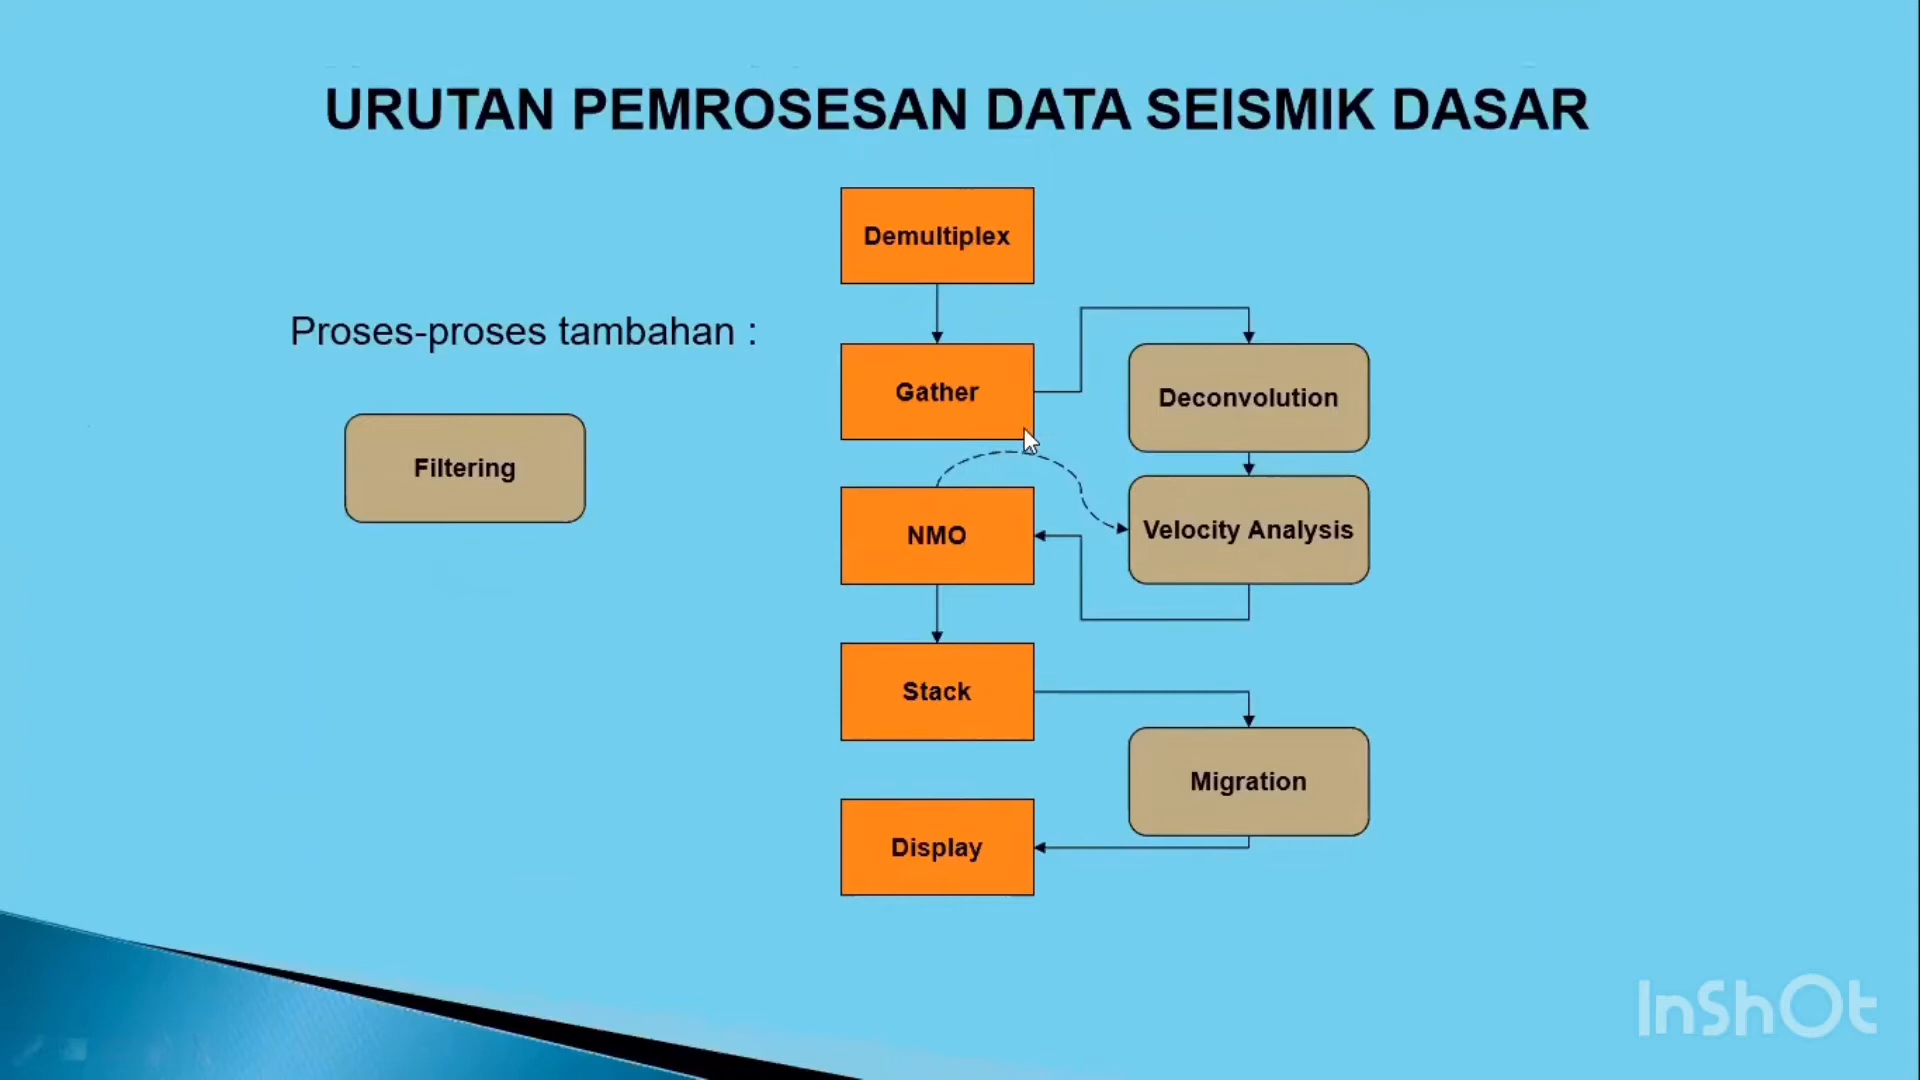 URUTAN PEMROSESAN DATA SEISMIK DASAR
Demultiplex
Proses-proses tambahan :
Gather
Deconvolution
Filtering
NMO
Velocity Analysis
Stack
Migration
Display
InShOt